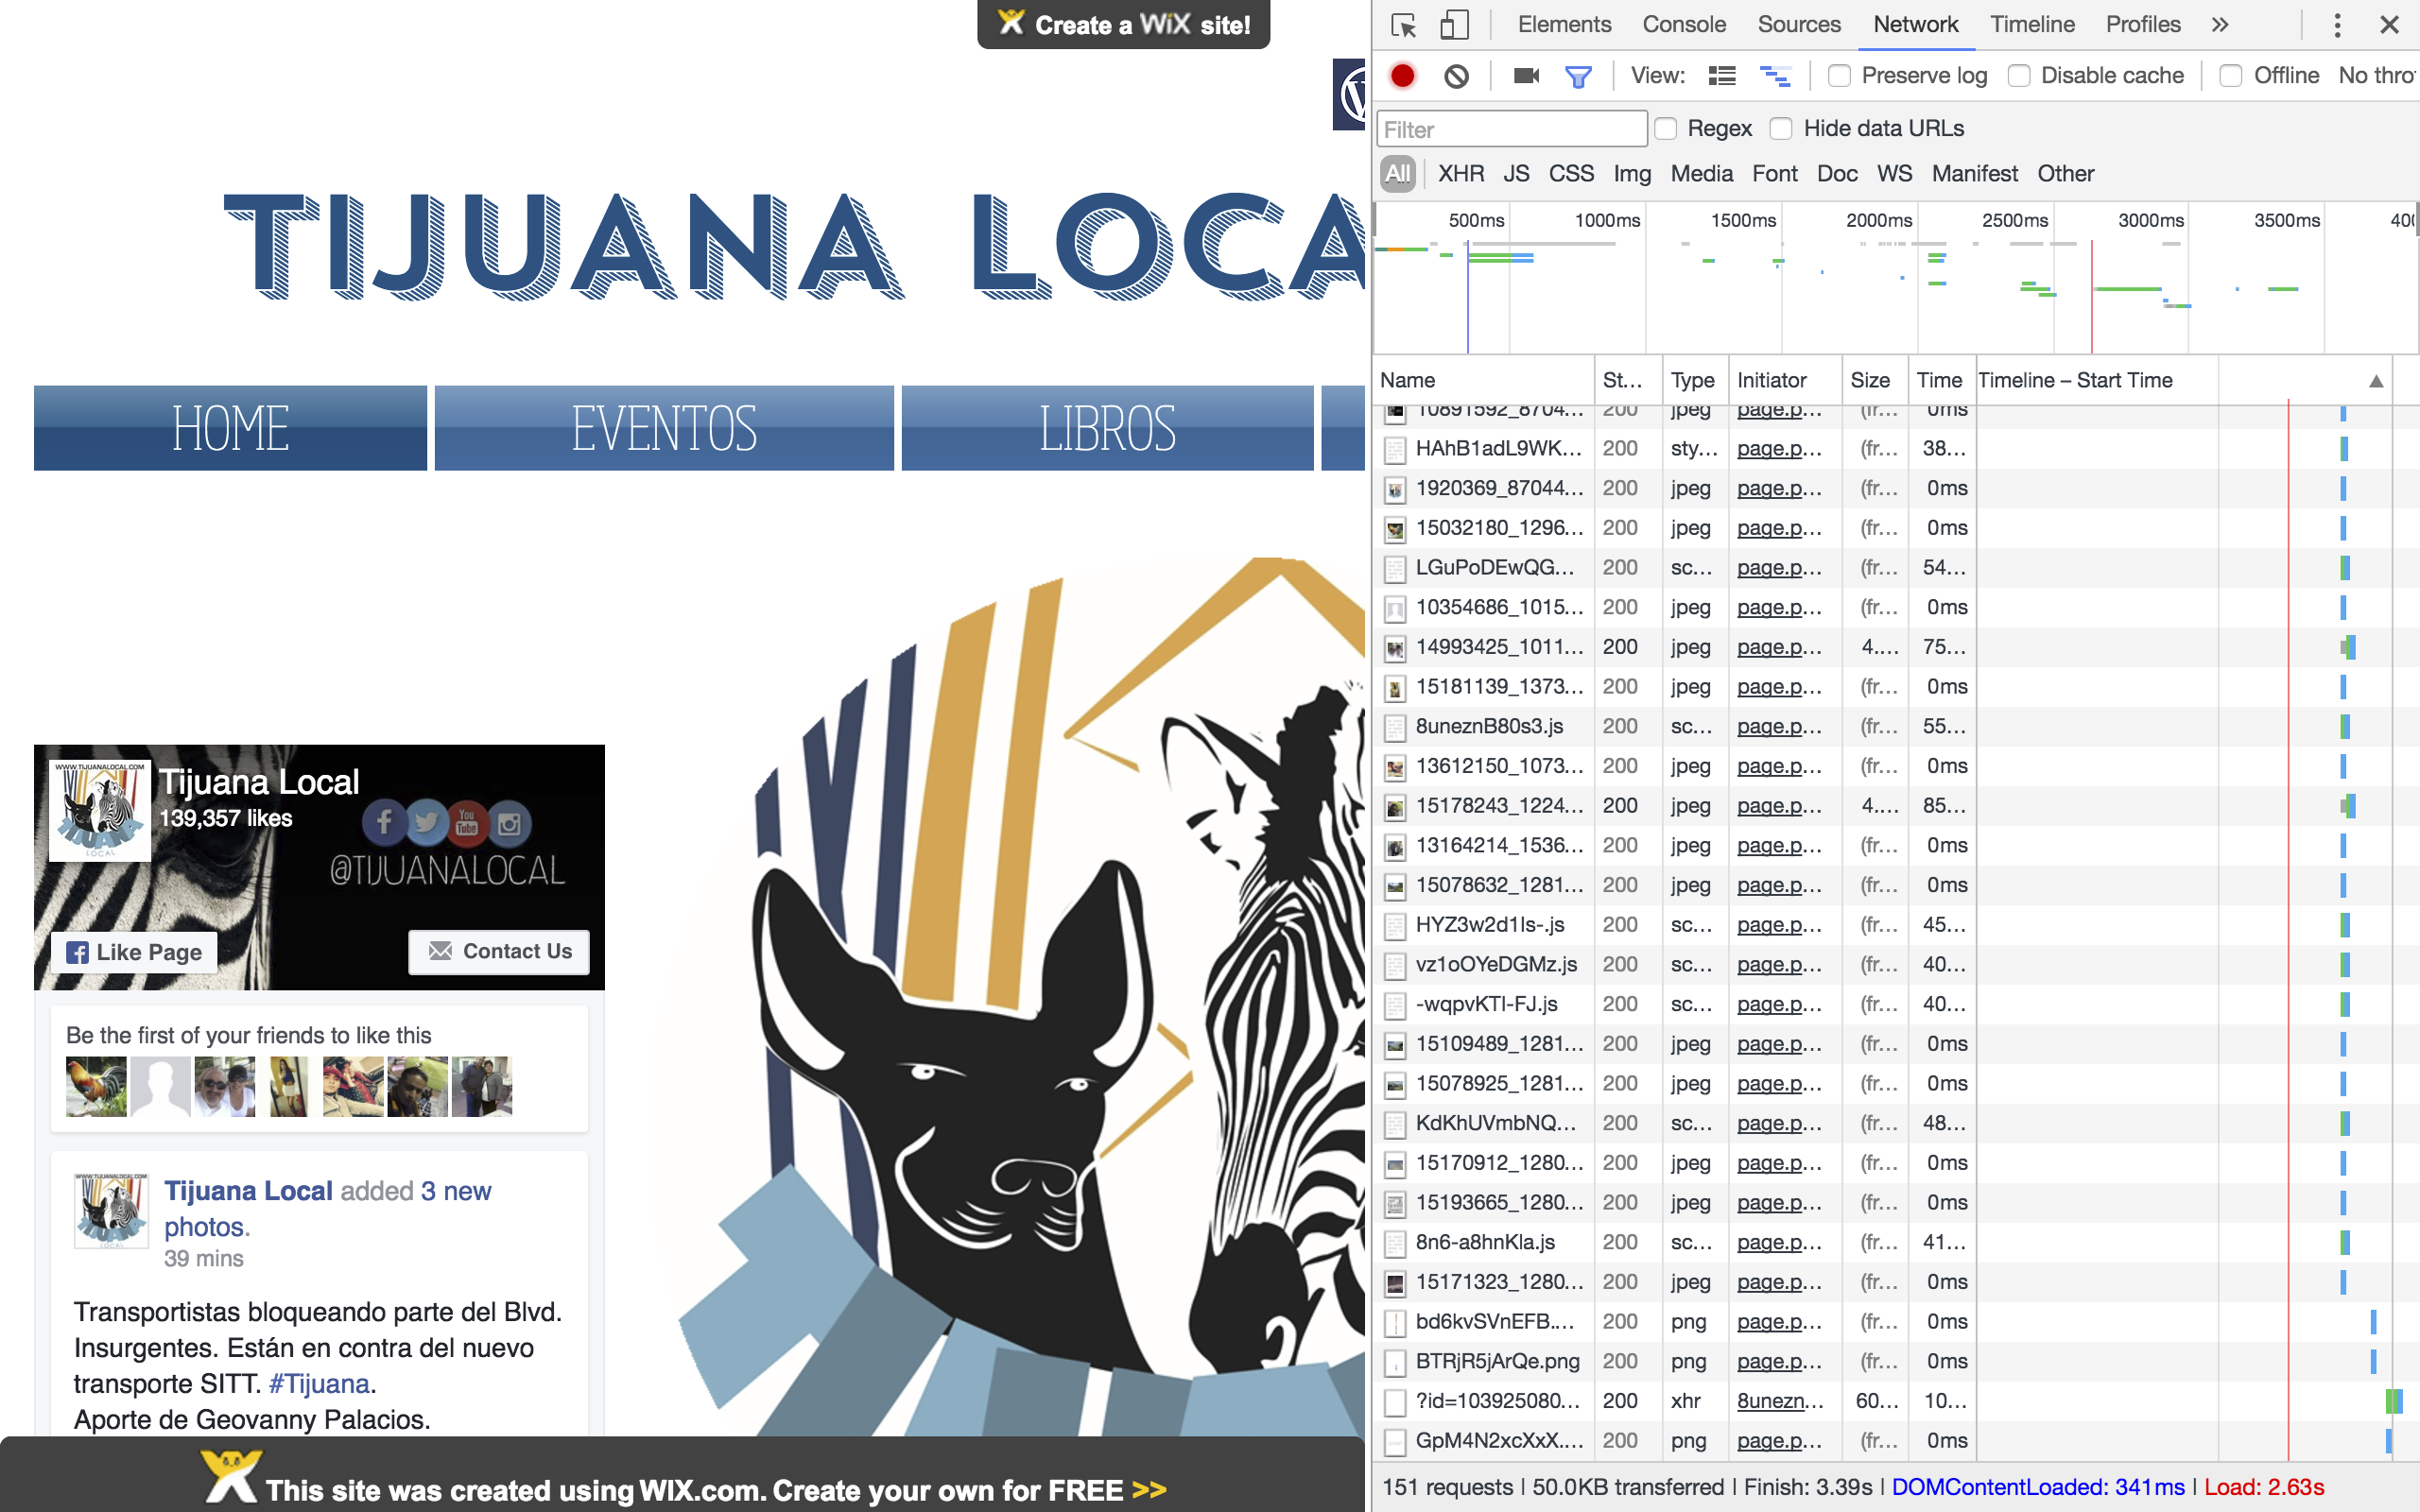 Create a WiX site!
TIJUANA LOCA
HOME
EVENTOS
LIBROS
WWW.TIJUANALOCAL.COM
Tijuana Local
139,357 likes
You
Tube
@TIJUANALOCAL
LOCAL
Like Page
Contact Us
Be the first of your friends to like this
Tijuana Local added 3 new
photos.
39 mins
Transportistas bloqueando parte del Blvd.
Insurgentes. Están en contra del nuevo
transporte SITT. #Tijuana.
Aporte de Geovanny Palacios.
This site was created using WIX.com. Create your own for FREE >>
Elements Console Sources Network Timeline Profiles »
View: Preserve log Disable cache Offline No thro
Filter Regex Hide data URLs
All XHR JS CSS Img Media Font Doc WS Manifest Other
500ms 1000ms 1500ms 2000ms 2500ms 3000ms 3500ms 400
Name St... Type Initiator Size Time Timeline – Start Time
10891592_8704... 200 jpeg page.p... (fr... 0ms
HAhB1adL9WK... 200 sty... page.p... (fr... 38...
1920369_87044... 200 jpeg page.p... (fr... 0ms
15032180_1296... 200 jpeg page.p... (fr... 0ms
LGuPoDEwQG... 200 sc... page.p... (fr... 54...
10354686_1015... 200 jpeg page.p... (fr... 0ms
14993425_1011... 200 jpeg page.p... 4.... 75...
15181139_1373... 200 jpeg page.p... (fr... 0ms
8uneznB80s3.js 200 sc... page.p... (fr... 55...
13612150_1073... 200 jpeg page.p... (fr... 0ms
15178243_1224... 200 jpeg page.p... 4.... 85...
13164214_1536... 200 jpeg page.p... (fr... 0ms
15078632_1281... 200 jpeg page.p... (fr... 0ms
HYZ3w2d1ls-.js 200 sc... page.p... (fr... 45...
vz1oOYeDGMz.js 200 sc... page.p... (fr... 40...
-wqpvKTl-FJ.js 200 sc... page.p... (fr... 40...
15109489_1281... 200 jpeg page.p... (fr... 0ms
15078925_1281... 200 jpeg page.p... (fr... 0ms
KdKhUVmbNQ... 200 sc... page.p... (fr... 48...
15170912_1280... 200 jpeg page.p... (fr... 0ms
15193665_1280... 200 jpeg page.p... (fr... 0ms
8n6-a8hnKla.js 200 sc... page.p... (fr... 41...
15171323_1280... 200 jpeg page.p... (fr... 0ms
bd6kvSVnEFB.... 200 png page.p... (fr... 0ms
BTRjR5jArQe.png 200 png page.p... (fr... 0ms
?id=103925080... 200 xhr 8unezn... 60... 10...
GpM4N2xcXxX.... 200 png page.p... (fr... 0ms
151 requests | 50.0KB transferred | Finish: 3.39s | DOMContentLoaded: 341ms | Load: 2.63s